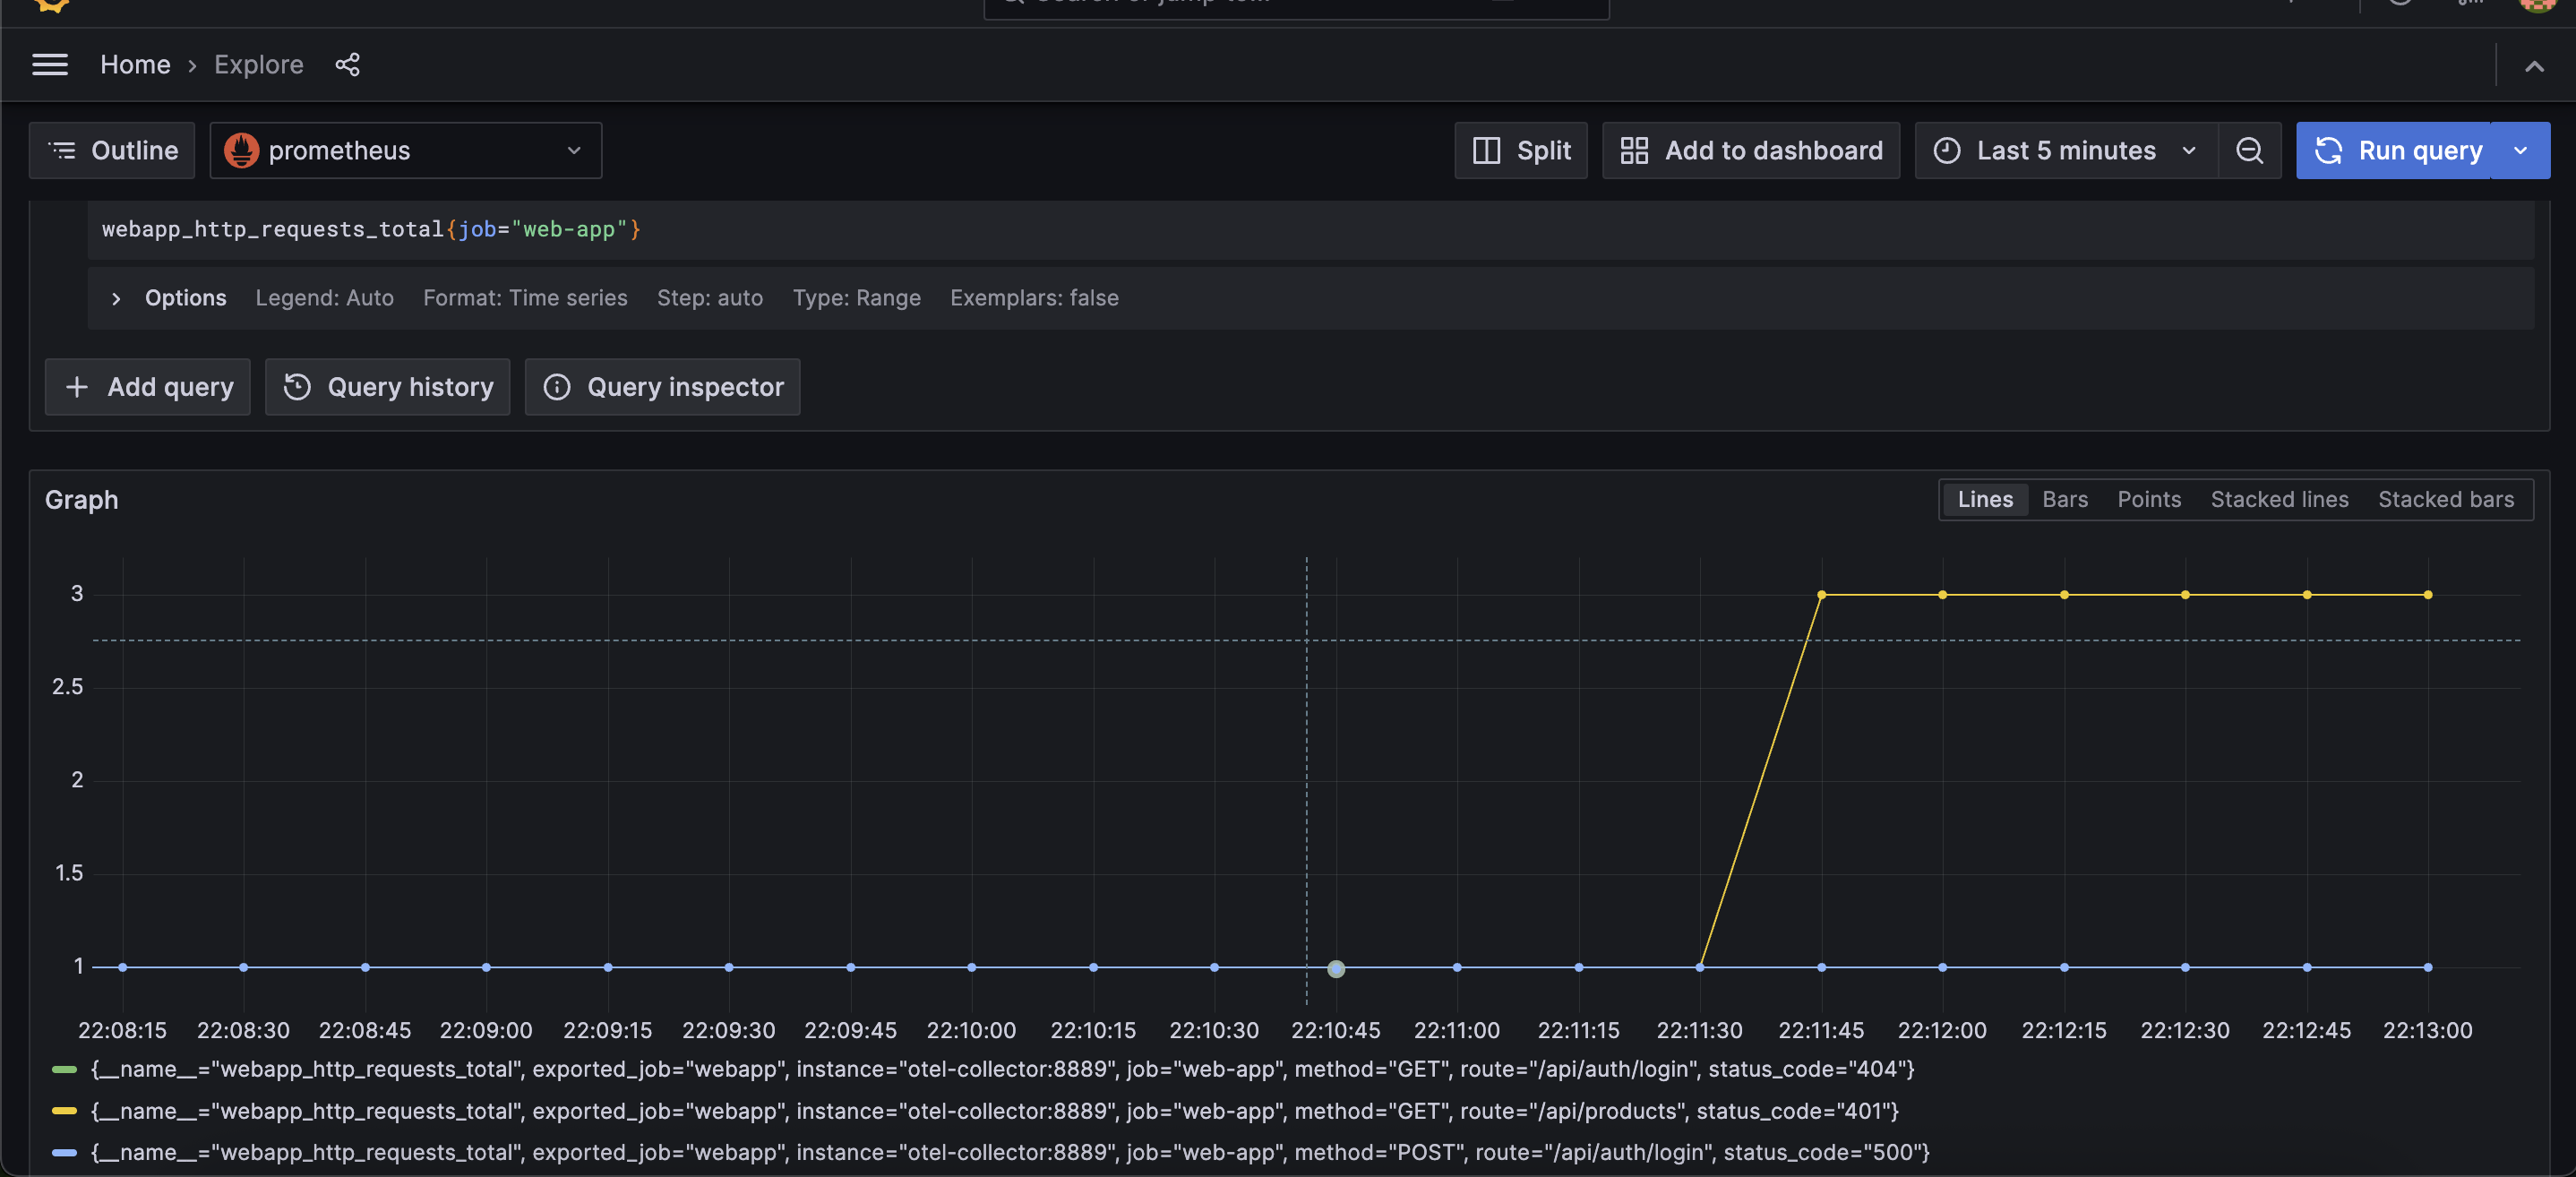 Home › Explore
Outline prometheus Split Add to dashboard Last 5 minutes Run query
webapp_http_requests_total{job="web-app"}
Options Legend: Auto Format: Time series Step: auto Type: Range Exemplars: false
Add query Query history Query inspector
Graph Lines Bars Points Stacked lines Stacked bars
3
2.5
2
1.5
1
22:08:15 22:08:30 22:08:45 22:09:00 22:09:15 22:09:30 22:09:45 22:10:00 22:10:15 22:10:30 22:10:45 22:11:00 22:11:15 22:11:30 22:11:45 22:12:00 22:12:15 22:12:30 22:12:45 22:13:00
{__name__="webapp_http_requests_total", exported_job="webapp", instance="otel-collector:8889", job="web-app", method="GET", route="/api/auth/login", status_code="404"}
{__name__="webapp_http_requests_total", exported_job="webapp", instance="otel-collector:8889", job="web-app", method="GET", route="/api/products", status_code="401"}
{__name__="webapp_http_requests_total", exported_job="webapp", instance="otel-collector:8889", job="web-app", method="POST", route="/api/auth/login", status_code="500"}